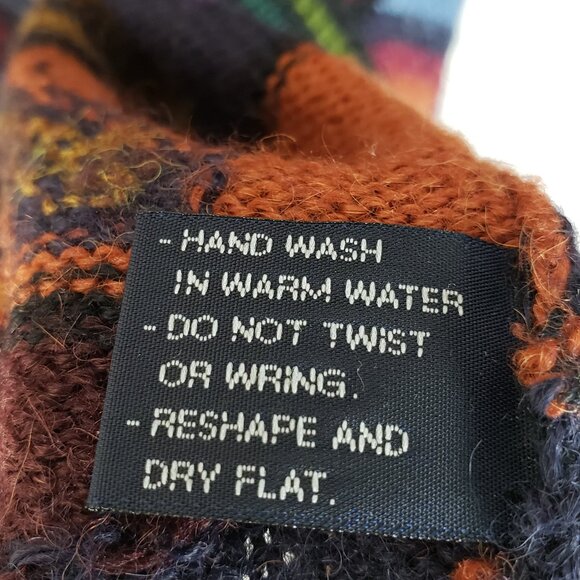 - HAND WASH
IN WARM WATER
- DO NOT TWIST
OR WRING.
- RESHAPE AND
DRY FLAT.